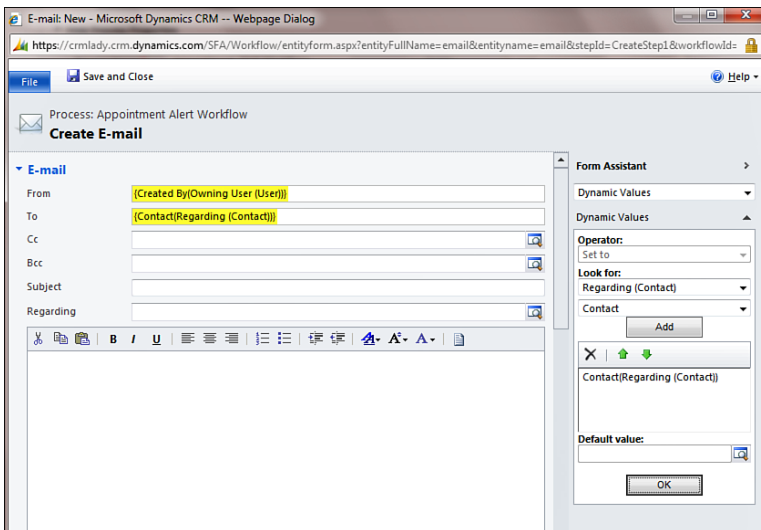 E-mail: New - Microsoft Dynamics CRM -- Webpage Dialog
https://crmlady.crm.dynamics.com/SFA/Workflow/entityform.aspx?entityFullName=email&entityname=email&stepId=CreateStep1&workflowId=
File Save and Close Help
Process: Appointment Alert Workflow
Create E-mail
E-mail
From {Created By(Owning User (User))}
To {Contact(Regarding (Contact))}
Cc
Bcc
Subject
Regarding
B I U A A A
Form Assistant >
Dynamic Values
Dynamic Values
Operator:
Set to
Look for:
Regarding (Contact)
Contact
Add
Contact(Regarding (Contact))
Default value:
OK